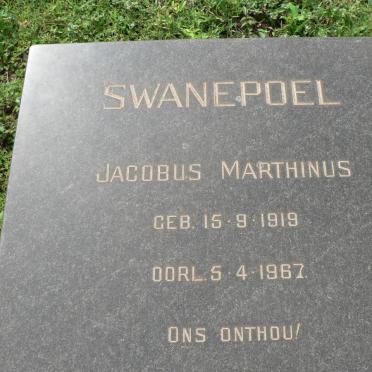 SWANEPOEL
JACOBUS MARTHINUS
GEB. 15·9·1919
OORL. 5·4·1967.
ONS ONTHOU!